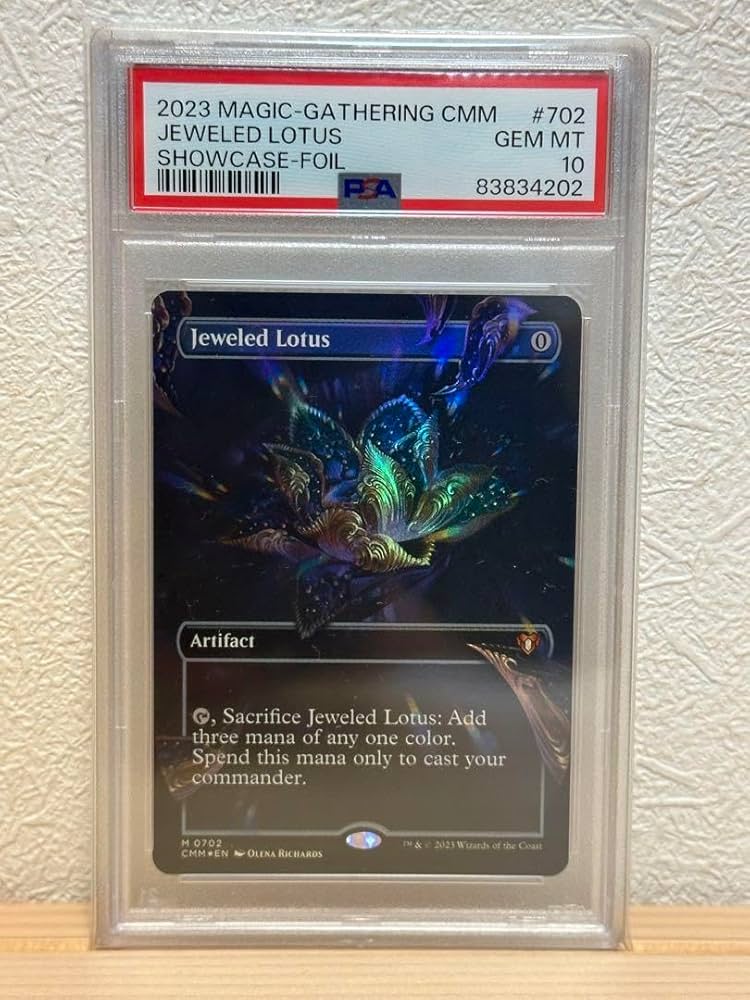 2023 MAGIC-GATHERING CMM #702
JEWELED LOTUS GEM MT
SHOWCASE-FOIL 10
PSA 83834202
Jeweled Lotus 0
Artifact
, Sacrifice Jeweled Lotus: Add
three mana of any one color.
Spend this mana only to cast your
commander.
M 0702
CMM★EN OLENA RICHARDS ™ & © 2023 Wizards of the Coast